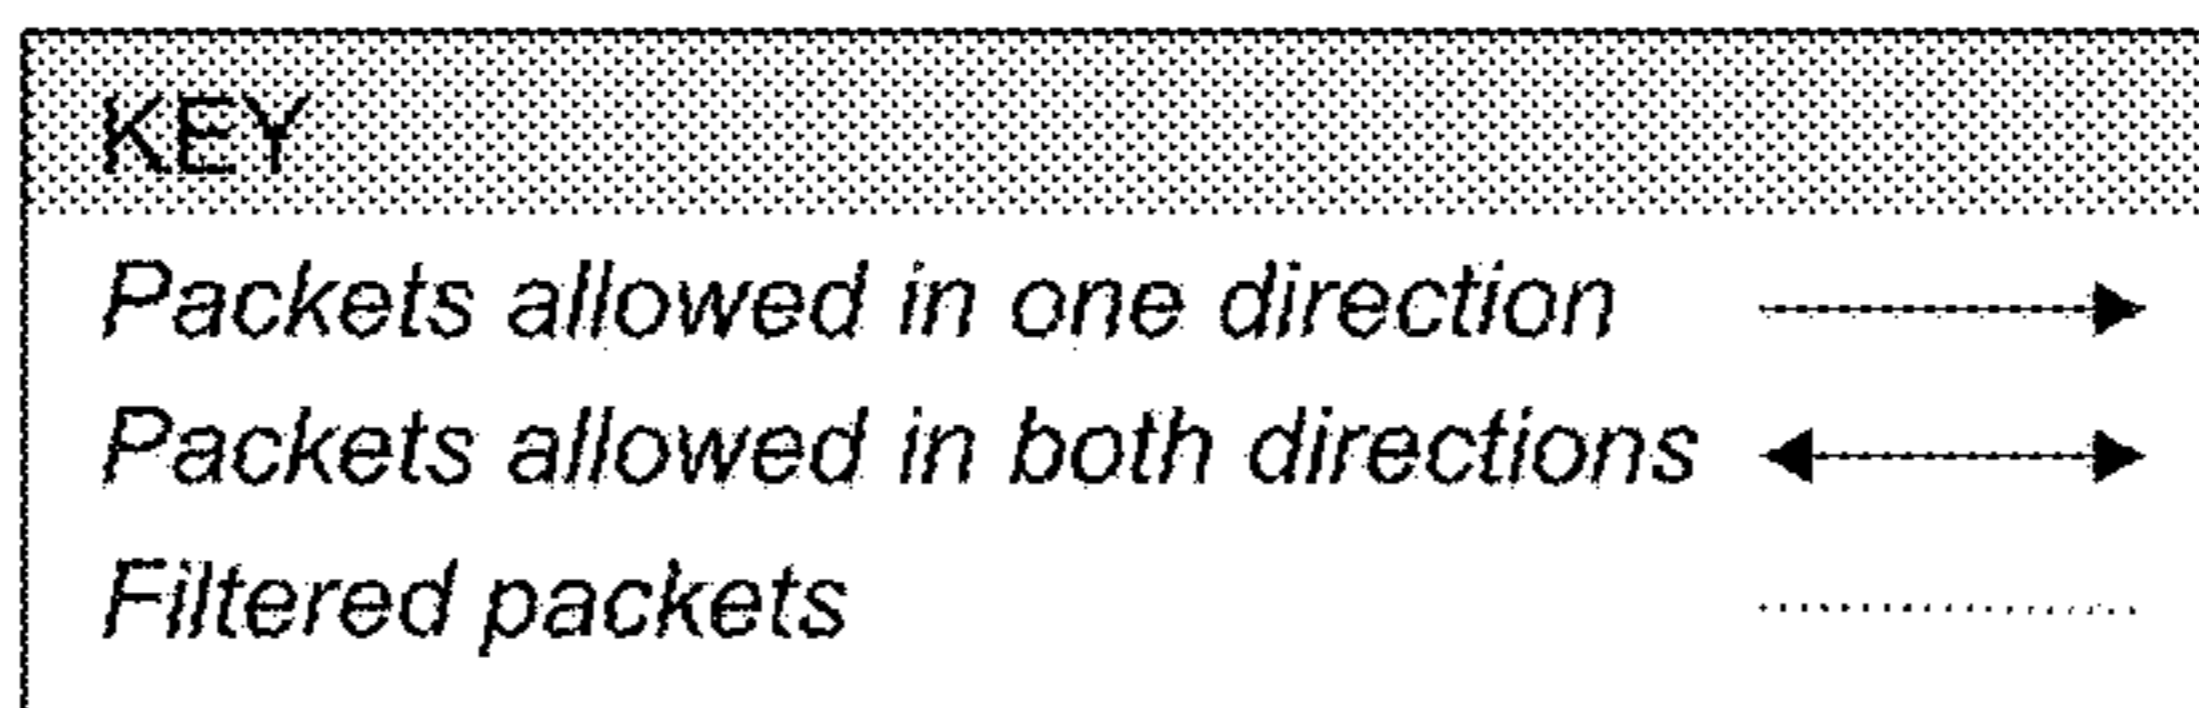 KEY
Packets allowed in one direction
Packets allowed in both directions
Filtered packets